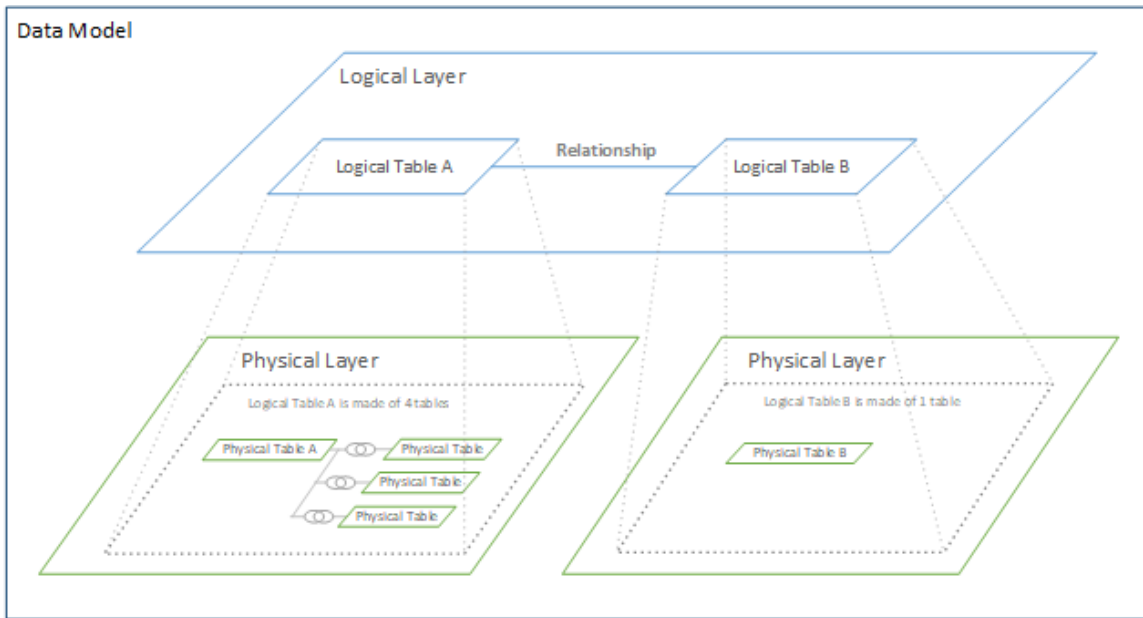 Data Model
Logical Layer
Logical Table A
Relationship
Logical Table B
Physical Layer
Logical Table A is made of 4 tables
Physical Table A
Physical Table
Physical Table
Physical Table
Physical Layer
Logical Table B is made of 1 table
Physical Table B